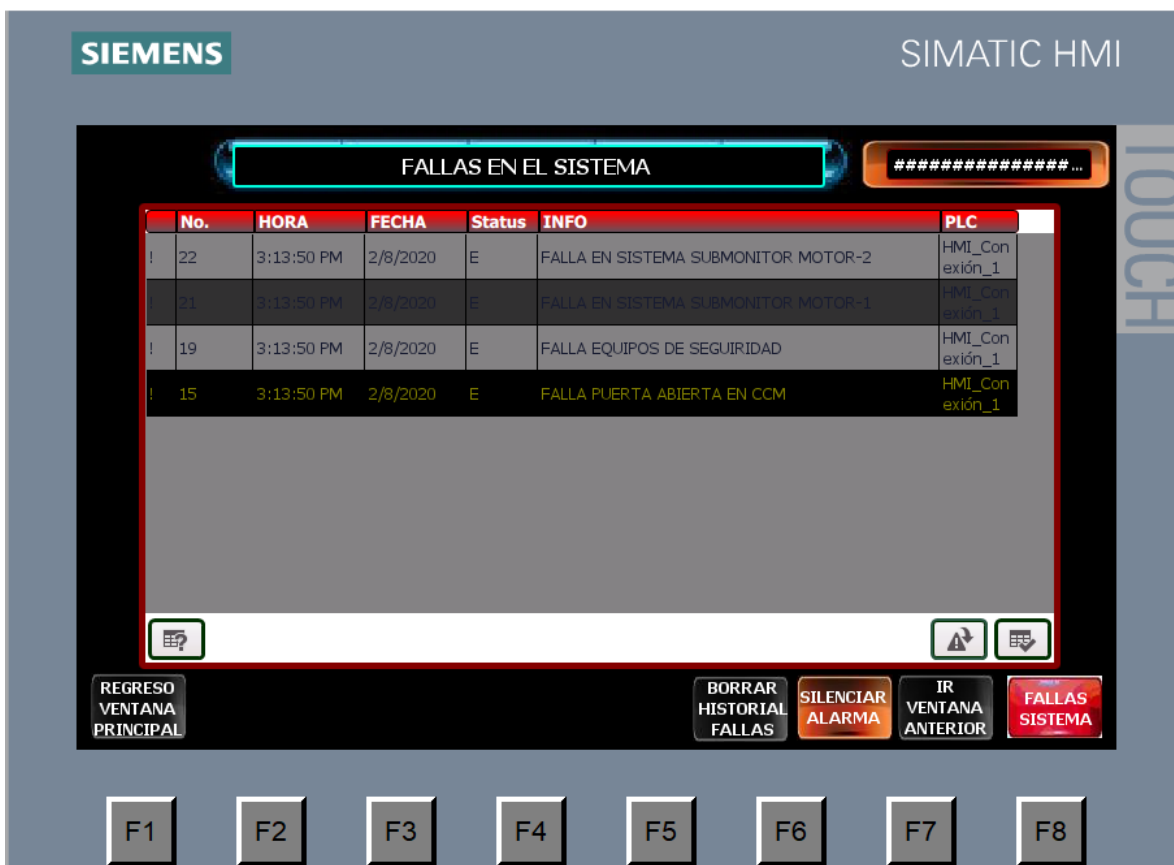 SIEMENS
SIMATIC HMI
TOUCH
FALLAS EN EL SISTEMA
###############...
No. HORA FECHA Status INFO PLC
! 22 3:13:50 PM 2/8/2020 E FALLA EN SISTEMA SUBMONITOR MOTOR-2 HMI_Con
exión_1
! 21 3:13:50 PM 2/8/2020 E FALLA EN SISTEMA SUBMONITOR MOTOR-1 HMI_Con
exión_1
! 19 3:13:50 PM 2/8/2020 E FALLA EQUIPOS DE SEGUIRIDAD HMI_Con
exión_1
! 15 3:13:50 PM 2/8/2020 E FALLA PUERTA ABIERTA EN CCM HMI_Con
exión_1
REGRESO
VENTANA
PRINCIPAL
BORRAR
HISTORIAL
FALLAS
SILENCIAR
ALARMA
IR
VENTANA
ANTERIOR
FALLAS
SISTEMA
F1 F2 F3 F4 F5 F6 F7 F8